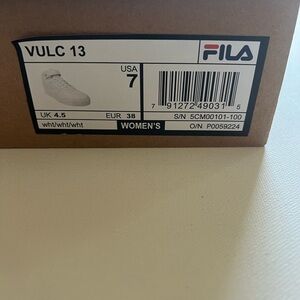 VULC 13
FILA
USA
7
7 91272 49031 6
UK 4.5
EUR 38
S/N 5CM00101-100
wht/wht/wht
WOMEN'S
O/N P0059224